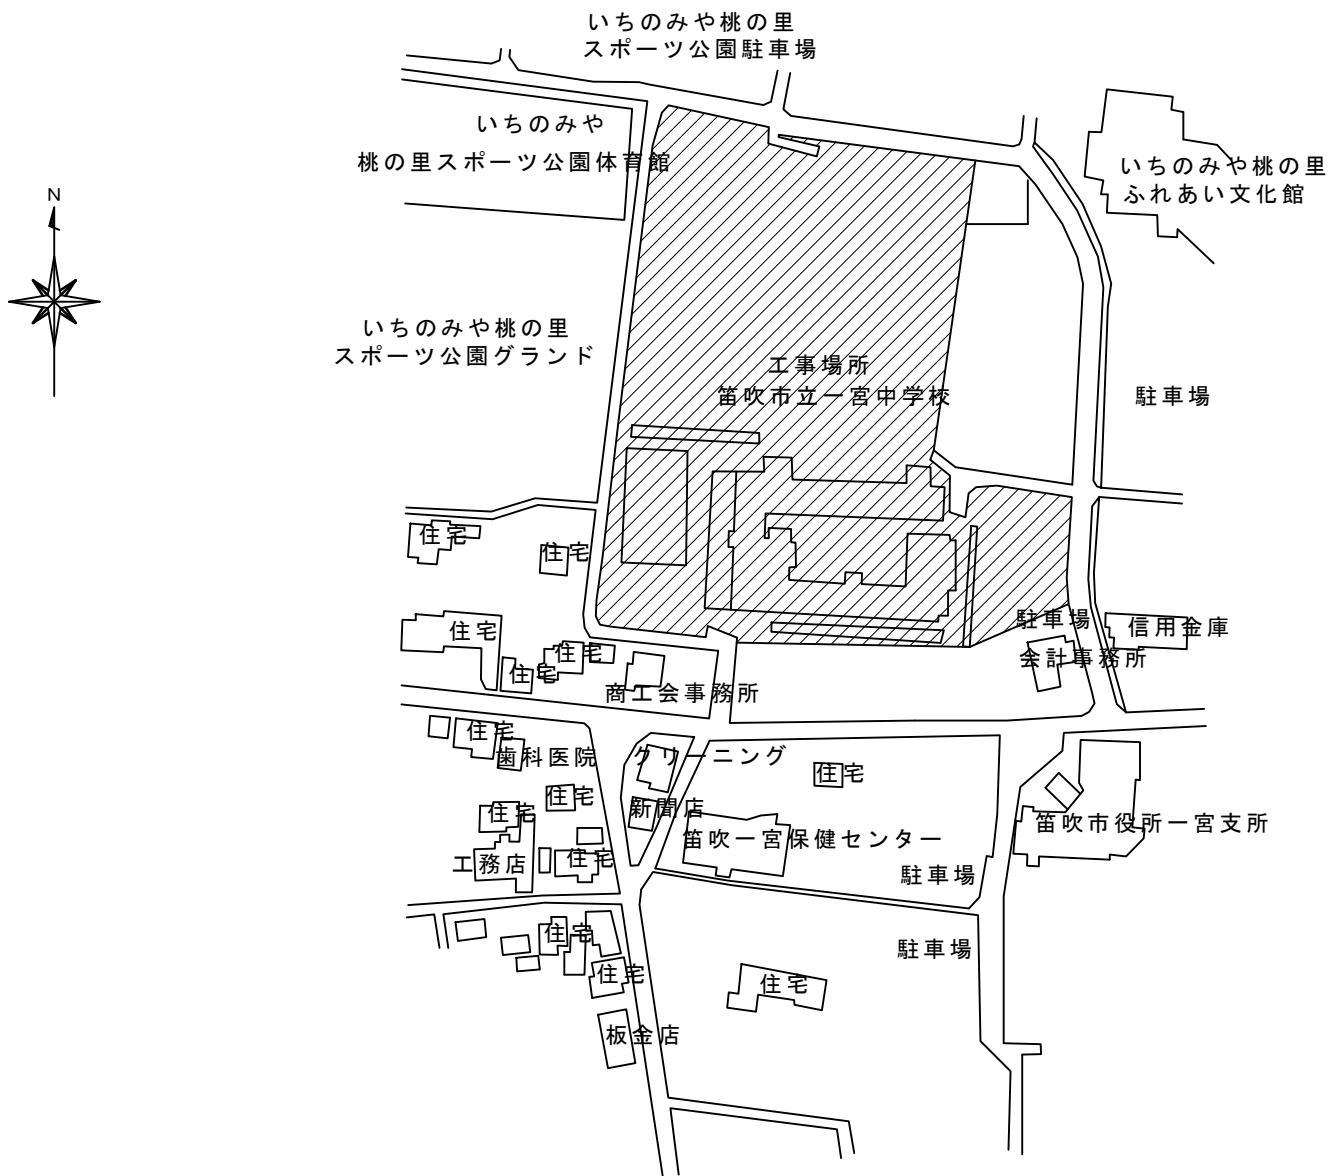 いちのみや桃の里
スポーツ公園駐車場
いちのみや
桃の里スポーツ公園体育館
いちのみや桃の里
ふれあい文化館
N
いちのみや桃の里
スポーツ公園グランド
工事場所
笛吹市立一宮中学校
駐車場
住宅
住宅
駐車場
信用金庫
住宅
住宅
会計事務所
住宅
商工会事務所
住宅
歯科医院
クリーニング
住宅
住宅
住宅
新聞店
笛吹市役所一宮支所
笛吹一宮保健センター
工務店
住宅
駐車場
住宅
駐車場
住宅
住宅
板金店